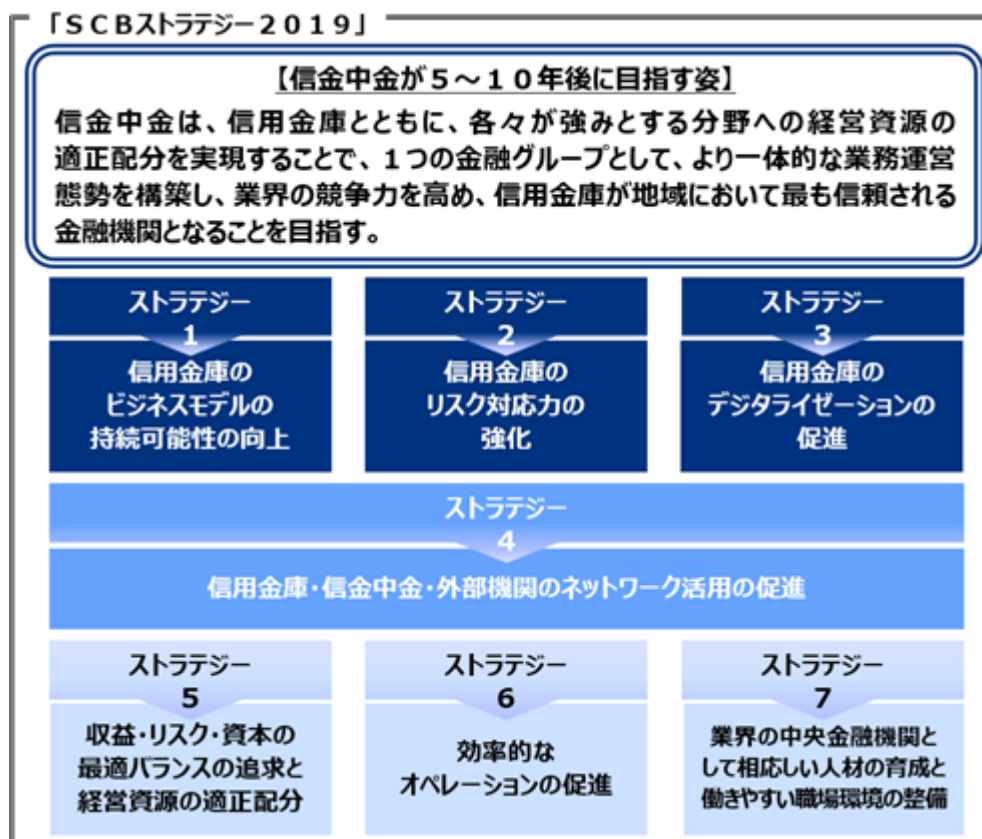 「ＳＣＢストラテジー２０１９」
【信金中金が５～１０年後に目指す姿】
信金中金は、信用金庫とともに、各々が強みとする分野への経営資源の
適正配分を実現することで、１つの金融グループとして、より一体的な業務運営
態勢を構築し、業界の競争力を高め、信用金庫が地域において最も信頼される
金融機関となることを目指す。
ストラテジー
1
信用金庫の
ビジネスモデルの
持続可能性の向上
ストラテジー
2
信用金庫の
リスク対応力の
強化
ストラテジー
3
信用金庫の
デジタライゼーションの
促進
ストラテジー
4
信用金庫・信金中金・外部機関のネットワーク活用の促進
ストラテジー
5
収益・リスク・資本の
最適バランスの追求と
経営資源の適正配分
ストラテジー
6
効率的な
オペレーションの促進
ストラテジー
7
業界の中央金融機関と
して相応しい人材の育成と
働きやすい職場環境の整備